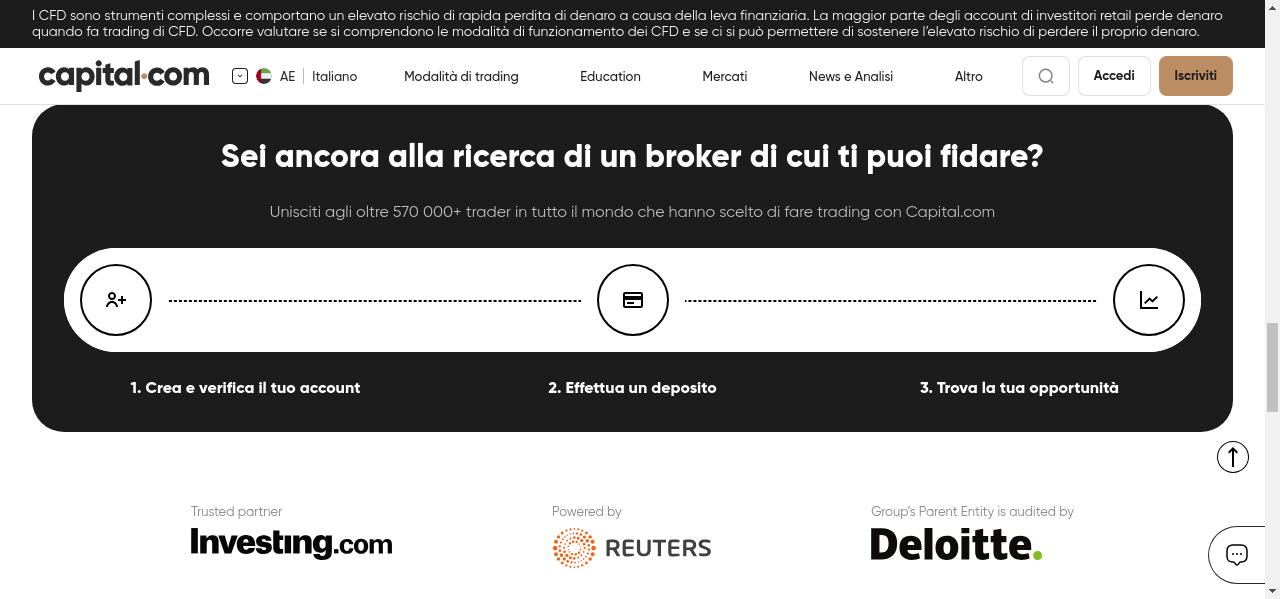 I CFD sono strumenti complessi e comportano un elevato rischio di rapida perdita di denaro a causa della leva finanziaria. La maggior parte degli account di investitori retail perde denaro
quando fa trading di CFD. Occorre valutare se si comprendono le modalità di funzionamento dei CFD e se ci si può permettere di sostenere l’elevato rischio di perdere il proprio denaro.
capital.com AE Italiano Modalità di trading Education Mercati News e Analisi Altro Accedi Iscriviti
Sei ancora alla ricerca di un broker di cui ti puoi fidare?
Unisciti agli oltre 570 000+ trader in tutto il mondo che hanno scelto di fare trading con Capital.com
1. Crea e verifica il tuo account 2. Effettua un deposito 3. Trova la tua opportunità
Trusted partner Powered by Group’s Parent Entity is audited by
Investing.com REUTERS Deloitte.